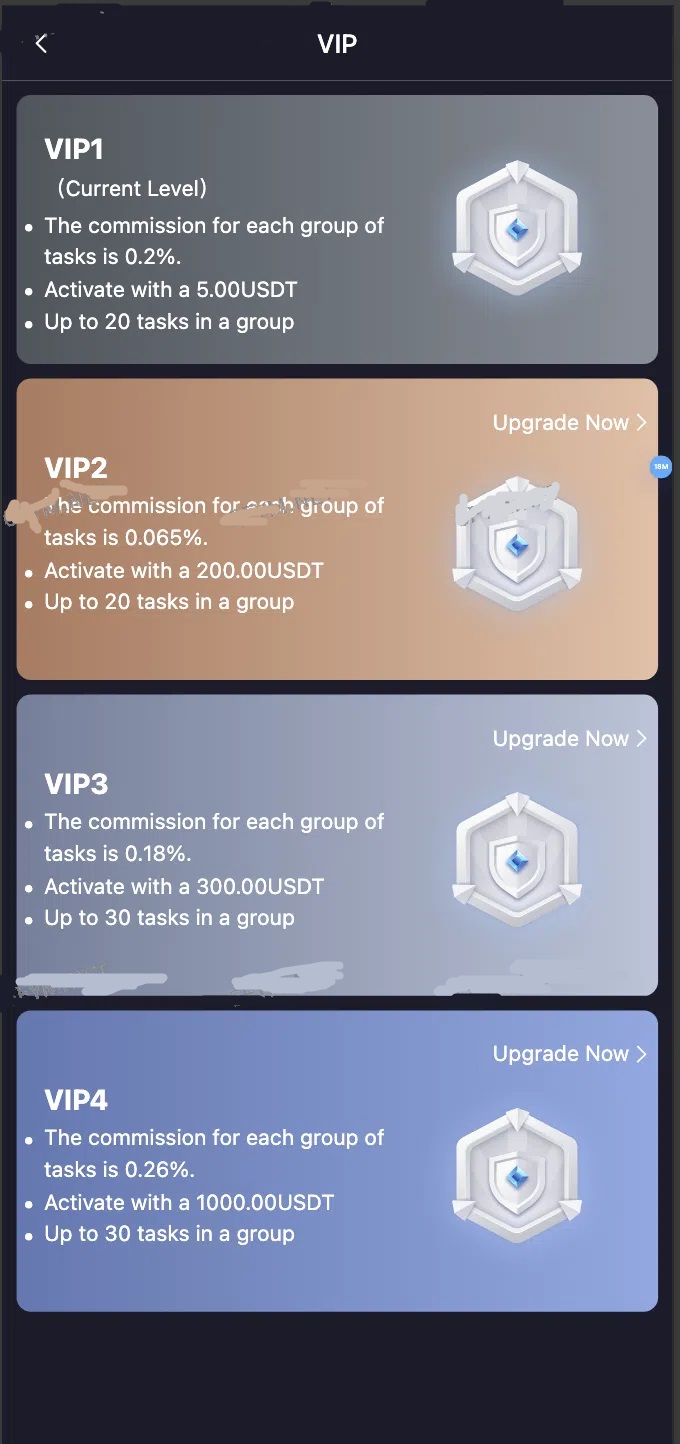 VIP
VIP1
(Current Level)
The commission for each group of
tasks is 0.2%.
Activate with a 5.00USDT
Up to 20 tasks in a group
Upgrade Now
VIP2
The commission for each group of
tasks is 0.065%.
Activate with a 200.00USDT
Up to 20 tasks in a group
Upgrade Now
VIP3
The commission for each group of
tasks is 0.18%.
Activate with a 300.00USDT
Up to 30 tasks in a group
Upgrade Now
VIP4
The commission for each group of
tasks is 0.26%.
Activate with a 1000.00USDT
Up to 30 tasks in a group